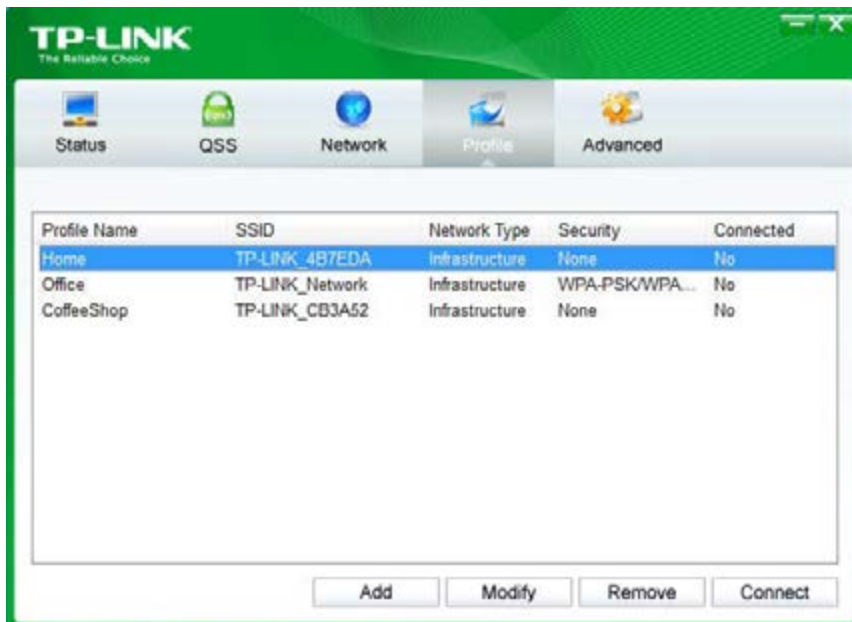 TP-LINK
The Reliable Choice
Status QSS Network Profile Advanced
Profile Name SSID Network Type Security Connected
Home TP-LINK_4B7EDA Infrastructure None No
Office TP-LINK_Network Infrastructure WPA-PSK/WPA... No
CoffeeShop TP-LINK_CB3A52 Infrastructure None No
Add Modify Remove Connect